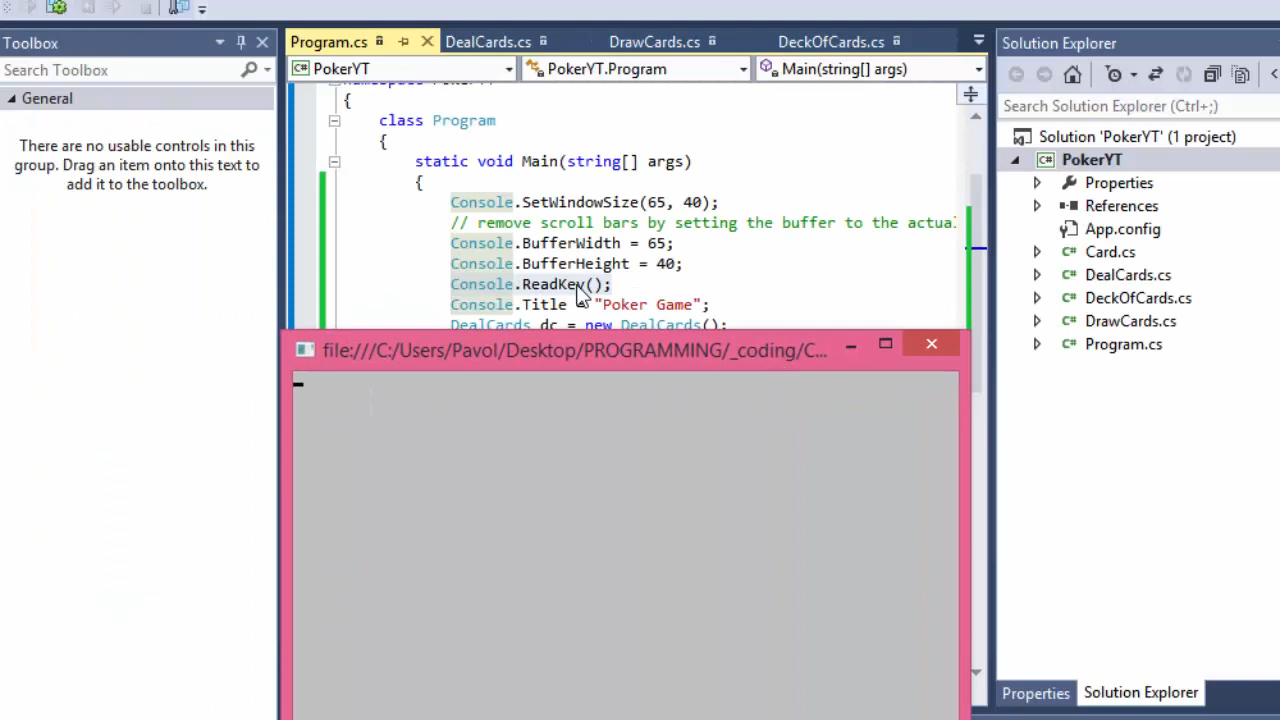 Toolbox
Search Toolbox
General
There are no usable controls in this
group. Drag an item onto this text to
add it to the toolbox.
Program.cs DealCards.cs DrawCards.cs DeckOfCards.cs
PokerYT PokerYT.Program Main(string[] args)
{
class Program
{
static void Main(string[] args)
{
Console.SetWindowSize(65, 40);
// remove scroll bars by setting the buffer to the actual
Console.BufferWidth = 65;
Console.BufferHeight = 40;
Console.ReadKey();
Console.Title "Poker Game";
DealCards dc = new DealCards();
file:///C:/Users/Pavol/Desktop/PROGRAMMING/_coding/C...
Solution Explorer
Search Solution Explorer (Ctrl+;)
Solution 'PokerYT' (1 project)
PokerYT
Properties
References
App.config
Card.cs
DealCards.cs
DeckOfCards.cs
DrawCards.cs
Program.cs
Properties Solution Explorer